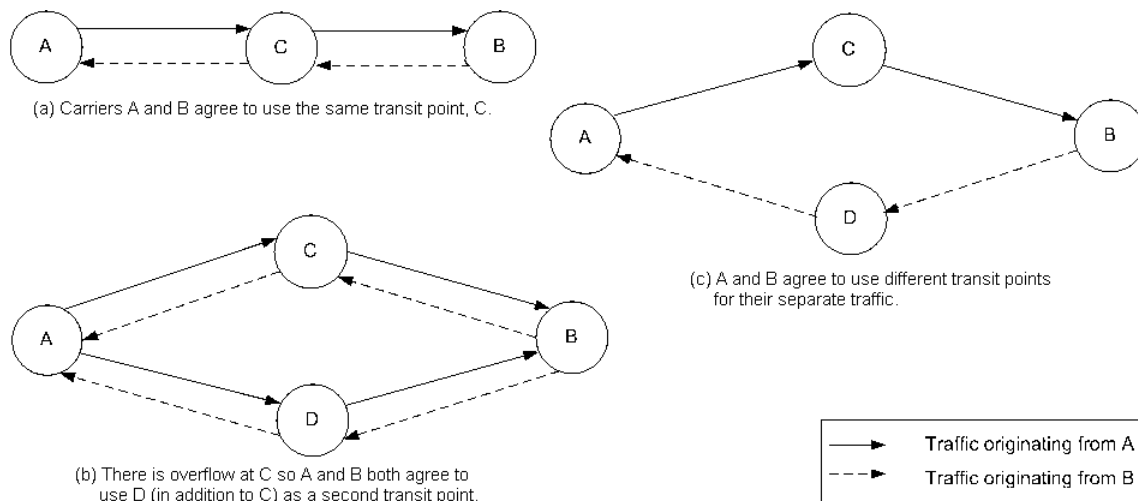 A
C
B
(a) Carriers A and B agree to use the same transit point, C.
C
A
B
D
(c) A and B agree to use different transit points
for their separate traffic.
C
A
B
D
(b) There is overflow at C so A and B both agree to
use D (in addition to C) as a second transit point.
Traffic originating from A
Traffic originating from B